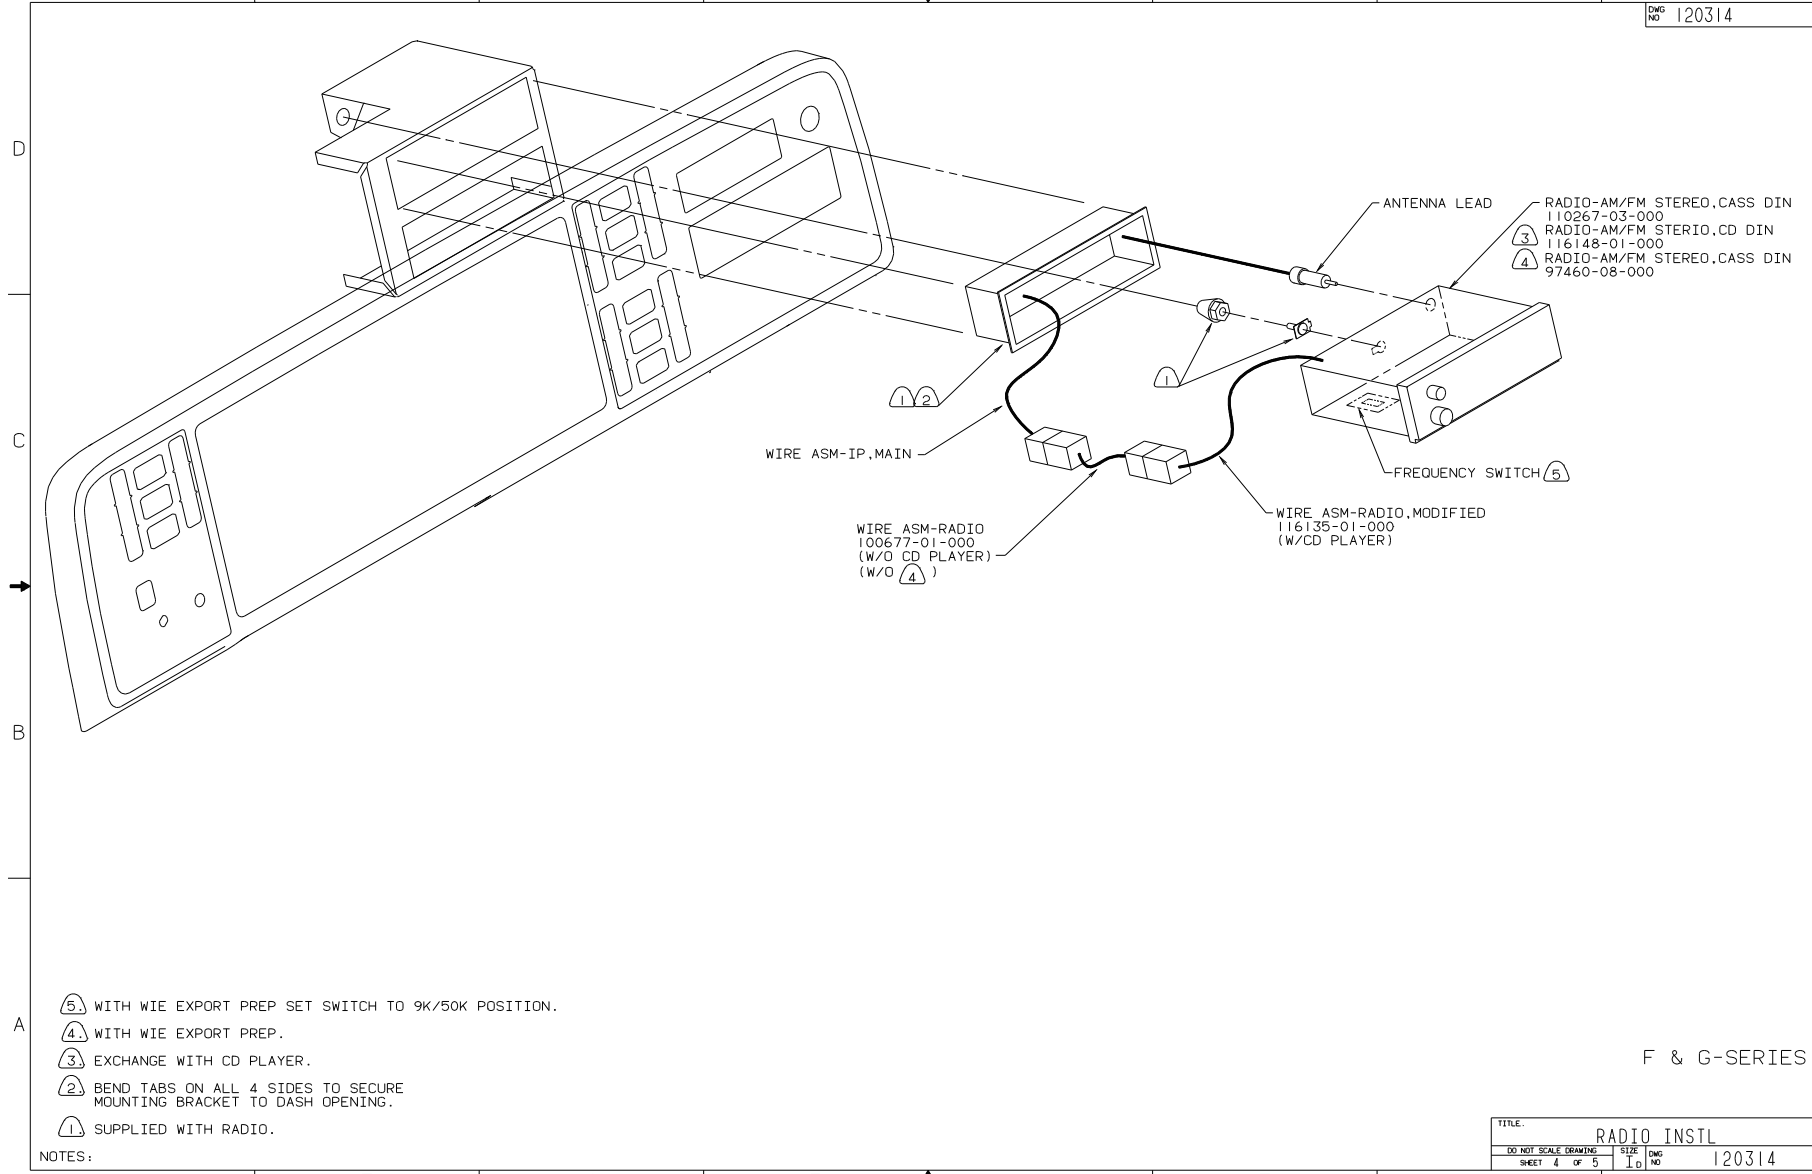 DWG
NO 120314
D
C
B
A
ANTENNA LEAD
RADIO-AM/FM STEREO,CASS DIN
110267-03-000
3 RADIO-AM/FM STERIO,CD DIN
116148-01-000
4 RADIO-AM/FM STEREO,CASS DIN
97460-08-000
1 2
1
WIRE ASM-IP,MAIN
FREQUENCY SWITCH 5
WIRE ASM-RADIO
100677-01-000
(W/O CD PLAYER)
(W/O 4 )
WIRE ASM-RADIO,MODIFIED
116135-01-000
(W/CD PLAYER)
5. WITH WIE EXPORT PREP SET SWITCH TO 9K/50K POSITION.
4. WITH WIE EXPORT PREP.
3. EXCHANGE WITH CD PLAYER.
2. BEND TABS ON ALL 4 SIDES TO SECURE
MOUNTING BRACKET TO DASH OPENING.
1. SUPPLIED WITH RADIO.
NOTES:
F & G-SERIES
TITLE.
RADIO INSTL
DO NOT SCALE DRAWING
SHEET 4 OF 5
SIZE
I D
DWG
NO 120314